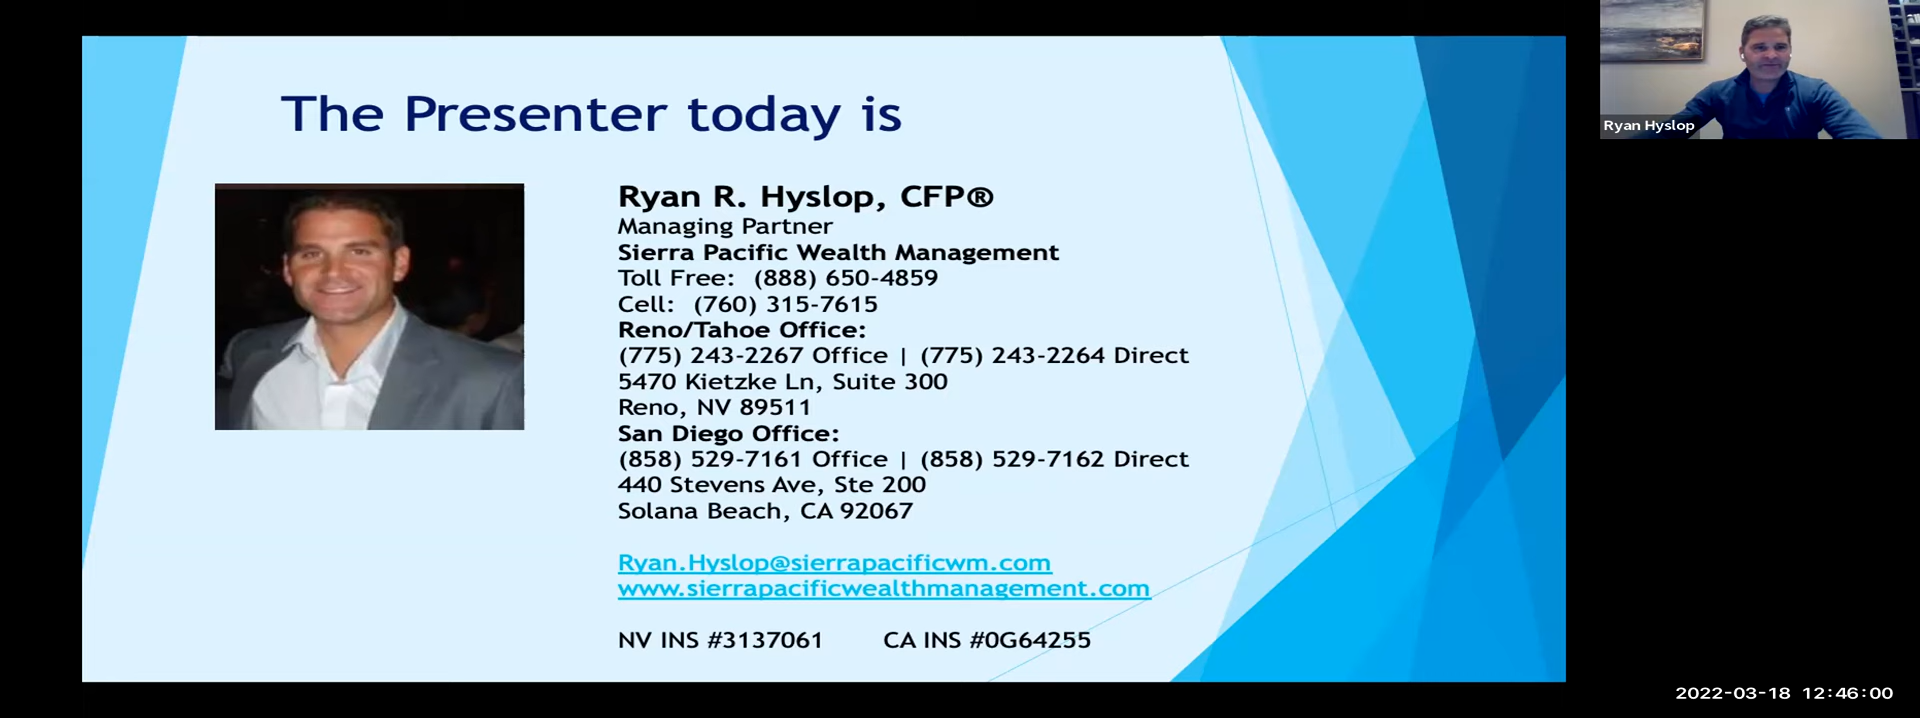 The Presenter today is
Ryan R. Hyslop, CFP®
Managing Partner
Sierra Pacific Wealth Management
Toll Free:  (888) 650-4859
Cell:  (760) 315-7615
Reno/Tahoe Office:
(775) 243-2267 Office | (775) 243-2264 Direct
5470 Kietzke Ln, Suite 300
Reno, NV 89511
San Diego Office:
(858) 529-7161 Office | (858) 529-7162 Direct
440 Stevens Ave, Ste 200
Solana Beach, CA 92067
Ryan.Hyslop@sierrapacificwm.com
www.sierrapacificwealthmanagement.com
NV INS #3137061        CA INS #0G64255
Ryan Hyslop
2022-03-18 12:46:00